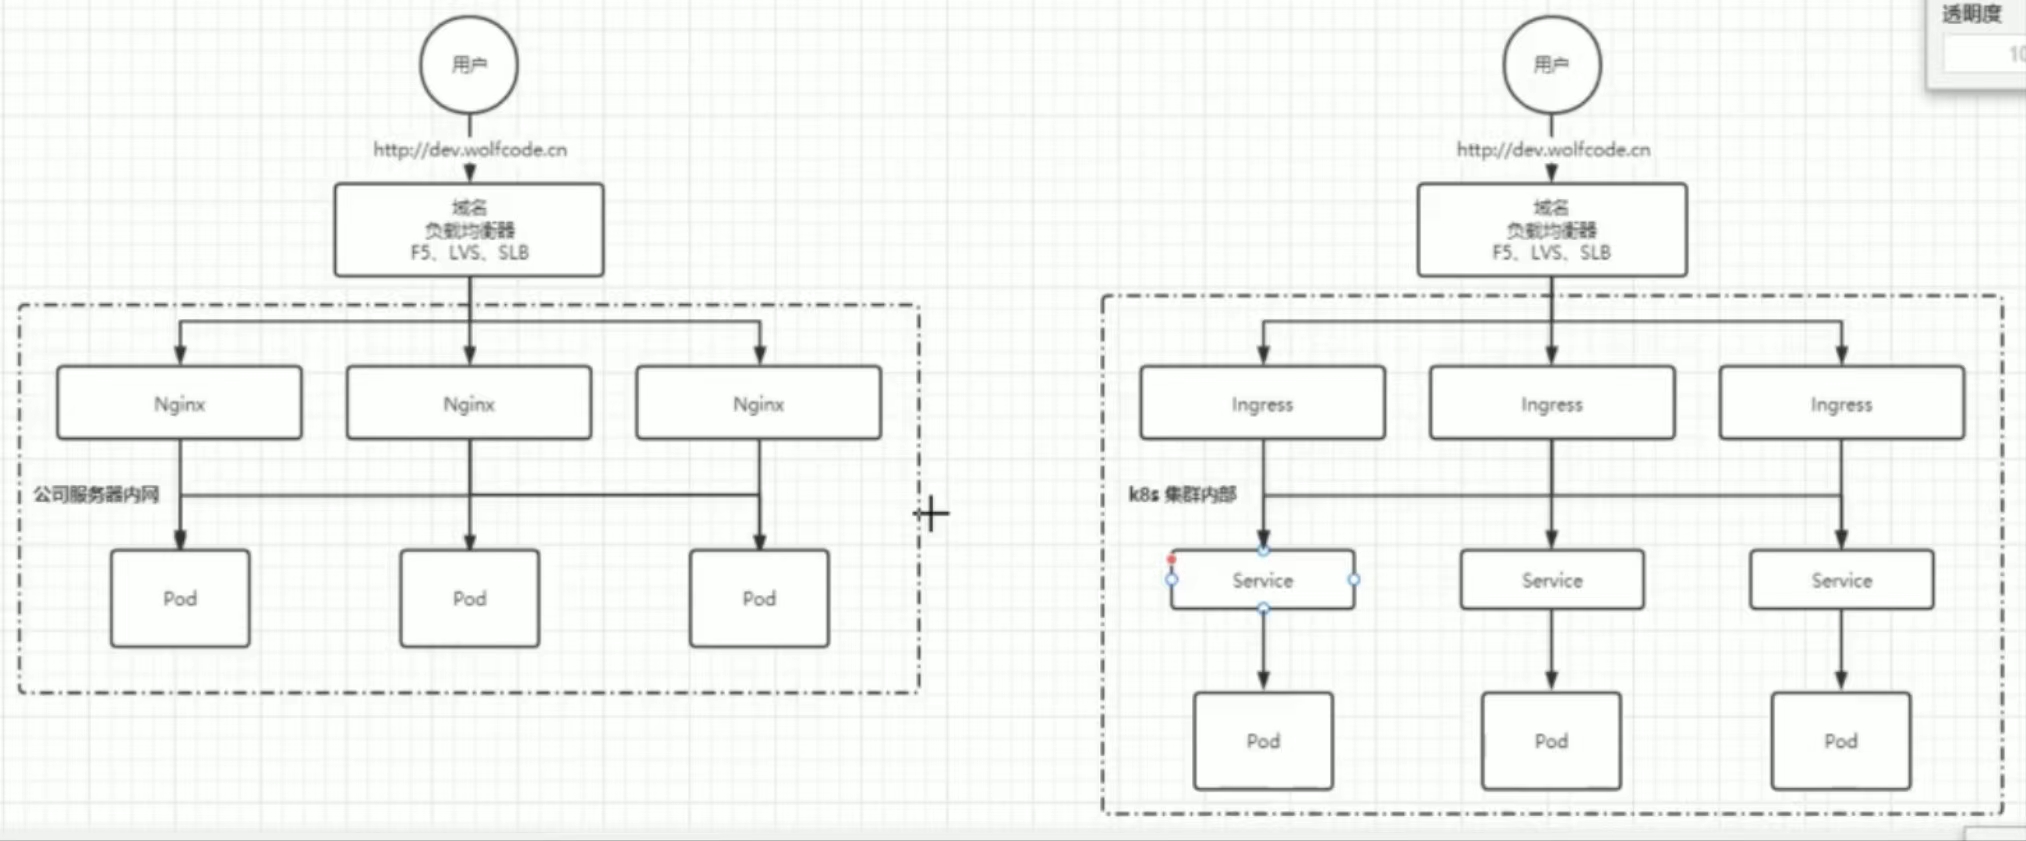 用户
http://dev.wolfcode.cn
域名
负载均衡器
F5、LVS、SLB
Nginx
Nginx
Nginx
公司服务器内网
Pod
Pod
Pod
用户
http://dev.wolfcode.cn
域名
负载均衡器
F5、LVS、SLB
Ingress
Ingress
Ingress
k8s 集群内部
Service
Service
Service
Pod
Pod
Pod
透明度